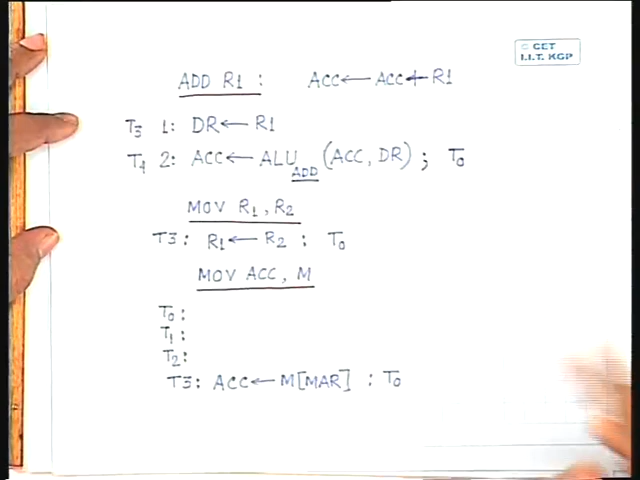 © CET
I.I.T. KGP
ADD R1 : ACC ← ACC + R1
T3 1: DR ← R1
T4 2: ACC ← ALU ADD (ACC, DR) ; T0
MOV R1, R2
T3: R1 ← R2 : T0
MOV ACC, M
T0:
T1:
T2:
T3: ACC ← M[MAR] : T0